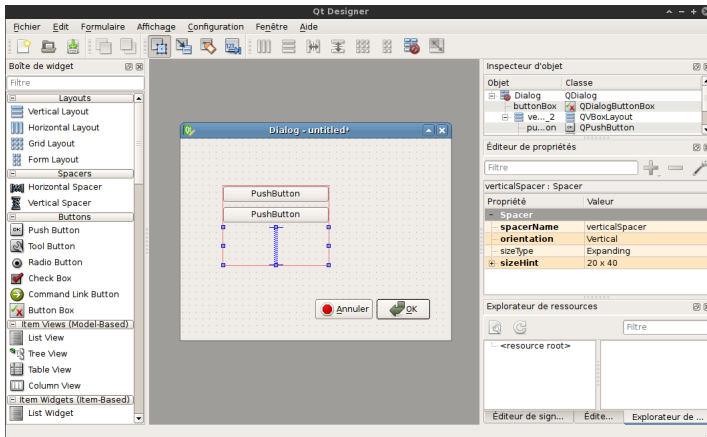 Qt Designer
Fichier Edit Formulaire Affichage Configuration Fenêtre Aide
Boîte de widget
Filtre
Layouts
Vertical Layout
Horizontal Layout
Grid Layout
Form Layout
Spacers
Horizontal Spacer
Vertical Spacer
Buttons
Push Button
Tool Button
Radio Button
Check Box
Command Link Button
Button Box
Item Views (Model-Based)
List View
Tree View
Table View
Column View
Item Widgets (Item-Based)
List Widget
Dialog - untitled*
PushButton
PushButton
Annuler
OK
Inspecteur d'objet
Objet Classe
Dialog QDialog
buttonBox QDialogButtonBox
ve..._2 QVBoxLayout
pu...on QPushButton
Éditeur de propriétés
Filtre
verticalSpacer : Spacer
Propriété Valeur
Spacer
spacerName verticalSpacer
orientation Vertical
sizeType Expanding
sizeHint 20 x 40
Explorateur de ressources
Filtre
<resource root>
Éditeur de sign... Édite... Explorateur de ...